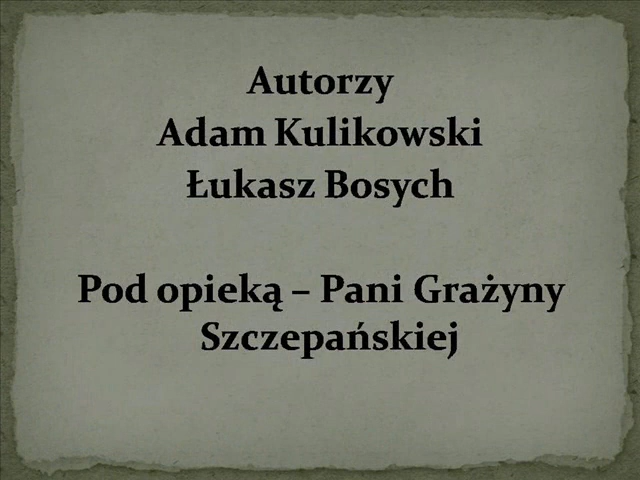 Autorzy
Adam Kulikowski
Łukasz Bosych
Pod opieką – Pani Grażyny
Szczepańskiej